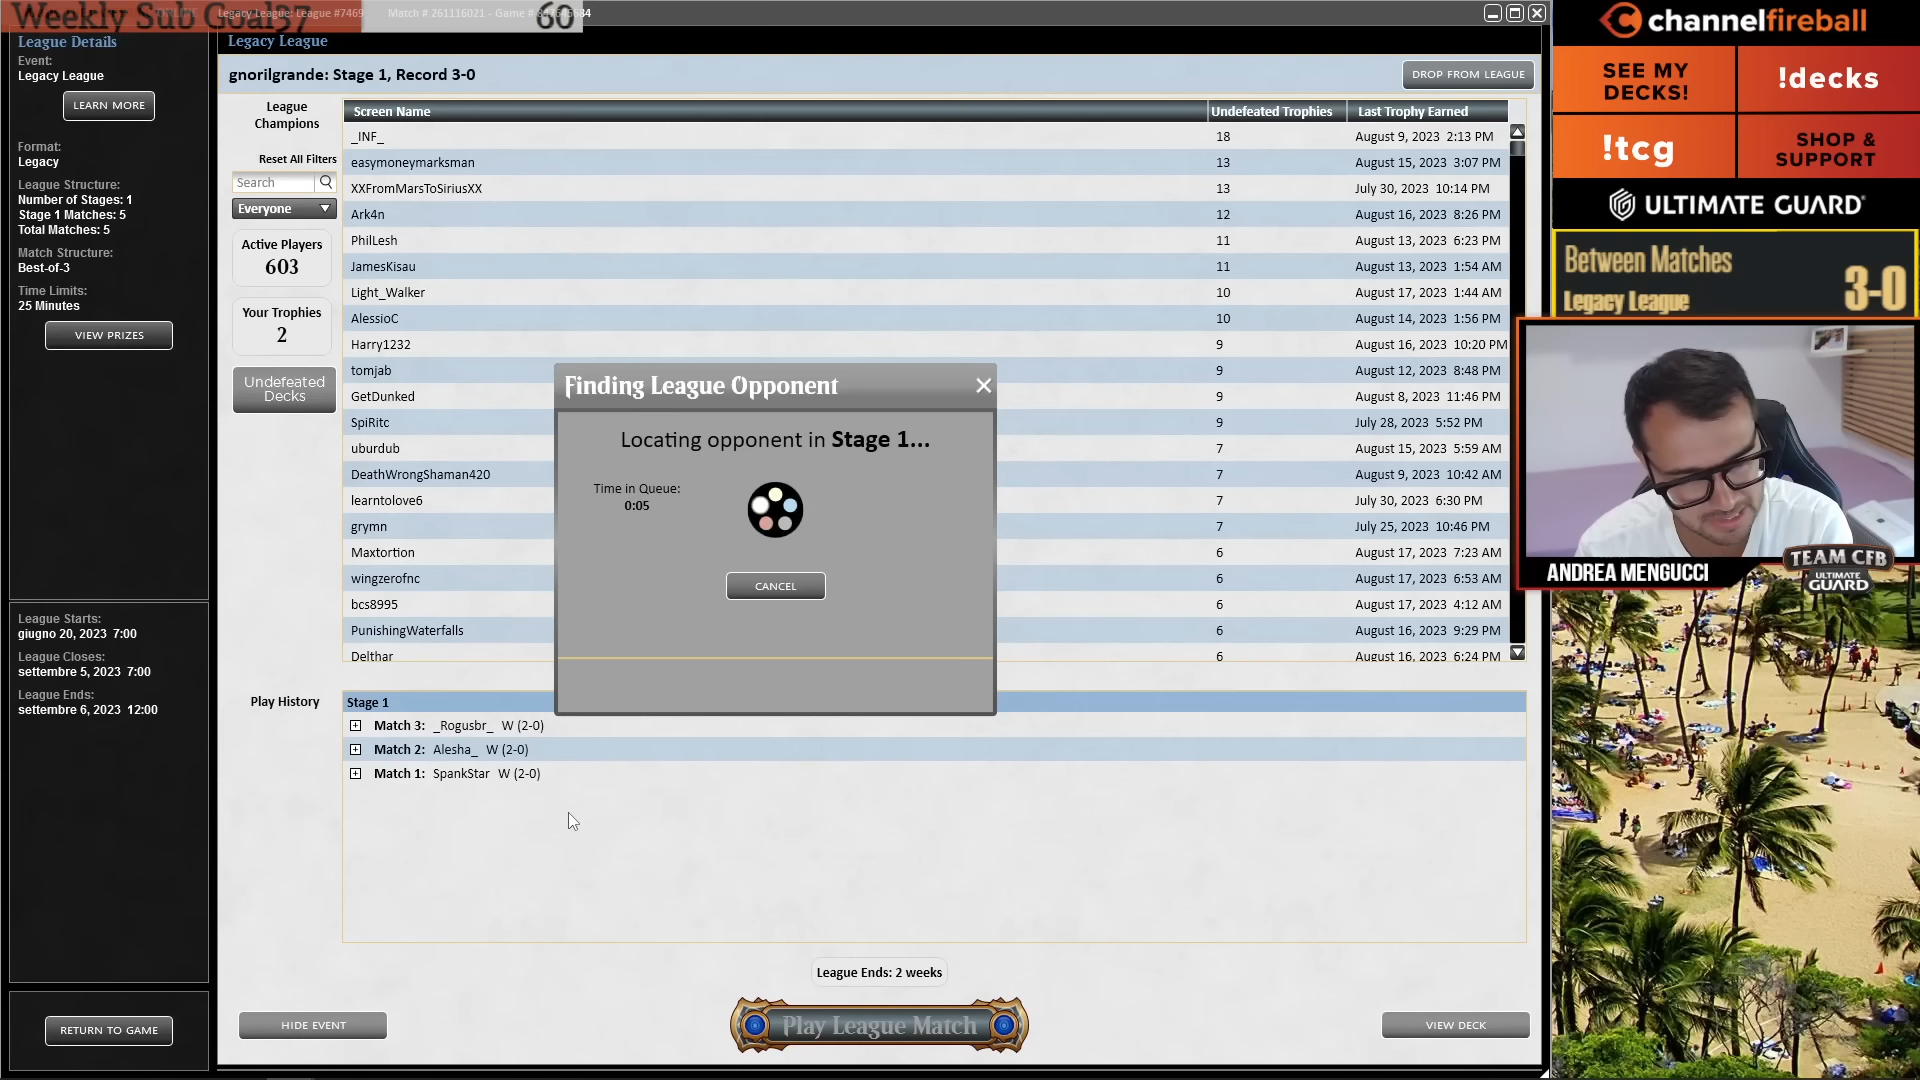 Weekly Sub Goal37
60
Legacy League: League #7469
Match # 261116021 - Game #
League Details
Event:
Legacy League
LEARN MORE
Format:
Legacy
League Structure:
Number of Stages: 1
Stage 1 Matches: 5
Total Matches: 5
Match Structure:
Best-of-3
Time Limits:
25 Minutes
VIEW PRIZES
League Starts:
giugno 20, 2023 7:00
League Closes:
settembre 5, 2023 7:00
League Ends:
settembre 6, 2023 12:00
RETURN TO GAME
Legacy League
gnorilgrande: Stage 1, Record 3-0
DROP FROM LEAGUE
League
Champions
Reset All Filters
Search
Everyone
Active Players
603
Your Trophies
2
Undefeated
Decks
Screen Name Undefeated Trophies Last Trophy Earned
_INF_ 18 August 9, 2023 2:13 PM
easymoneymarksman 13 August 15, 2023 3:07 PM
XXFromMarsToSiriusXX 13 July 30, 2023 10:14 PM
Ark4n 12 August 16, 2023 8:26 PM
PhilLesh 11 August 13, 2023 6:23 PM
JamesKisau 11 August 13, 2023 1:54 AM
Light_Walker 10 August 17, 2023 1:44 AM
AlessioC 10 August 14, 2023 1:56 PM
Harry1232 9 August 16, 2023 10:20 PM
tomjab 9 August 12, 2023 8:48 PM
GetDunked 9 August 8, 2023 11:46 PM
SpiRitc 9 July 28, 2023 5:52 PM
uburdub 7 August 15, 2023 5:59 AM
DeathWrongShaman420 7 August 9, 2023 10:42 AM
learntolove6 7 July 30, 2023 6:30 PM
grymn 7 July 25, 2023 10:46 PM
Maxtortion 6 August 17, 2023 7:23 AM
wingzerofnc 6 August 17, 2023 6:53 AM
bcs8995 6 August 17, 2023 4:12 AM
PunishingWaterfalls 6 August 16, 2023 9:29 PM
Delthar 6 August 16, 2023 6:24 PM
Finding League Opponent
Locating opponent in Stage 1...
Time in Queue:
0:05
CANCEL
Play History
Stage 1
Match 3: _Rogusbr_ W (2-0)
Match 2: Alesha_ W (2-0)
Match 1: SpankStar W (2-0)
League Ends: 2 weeks
HIDE EVENT
Play League Match
VIEW DECK
channelfireball
SEE MY
DECKS!
!decks
!tcg
SHOP &
SUPPORT
ULTIMATE GUARD
Between Matches
3-0
Legacy League
ANDREA MENGUCCI
TEAM CFB
ULTIMATE
GUARD